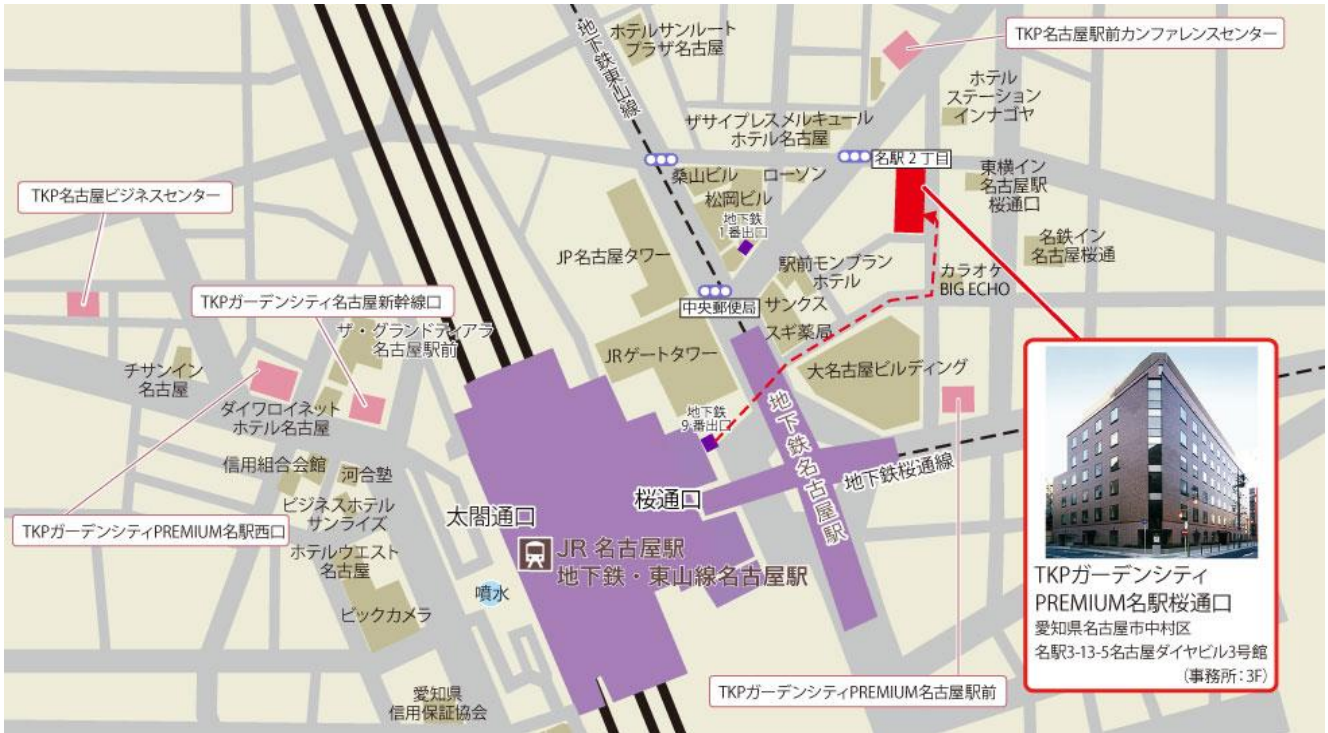 ホテルサンルート
プラザ名古屋
地下鉄東山線
TKP名古屋駅前カンファレンスセンター
ホテル
ステーション
インナゴヤ
ザサイプレスメルキュール
ホテル名古屋
名駅2丁目
桑山ビル
ローソン
東横イン
名古屋駅
桜通口
松岡ビル
地下鉄
1番出口
TKP名古屋ビジネスセンター
JP名古屋タワー
駅前モンブラン
ホテル
名鉄イン
名古屋桜通
カラオケ
BIG ECHO
TKPガーデンシティ名古屋新幹線口
中央郵便局
サンクス
スギ薬局
ザ・グランドティアラ
名古屋駅前
JRゲートタワー
大名古屋ビルディング
チサンイン
名古屋
ダイワロイネット
ホテル名古屋
地下鉄
9番出口
地下鉄名古屋駅
地下鉄桜通線
信用組合会館
河合塾
桜通口
太閤通口
ビジネスホテル
サンライズ
TKPガーデンシティPREMIUM名駅西口
ホテルウエスト
名古屋
JR 名古屋駅
地下鉄・東山線名古屋駅
噴水
ビックカメラ
TKPガーデンシティPREMIUM名古屋駅前
愛知県
信用保証協会
TKPガーデンシティ
PREMIUM名駅桜通口
愛知県名古屋市中村区
名駅3-13-5名古屋ダイヤビル3号館
(事務所:3F)